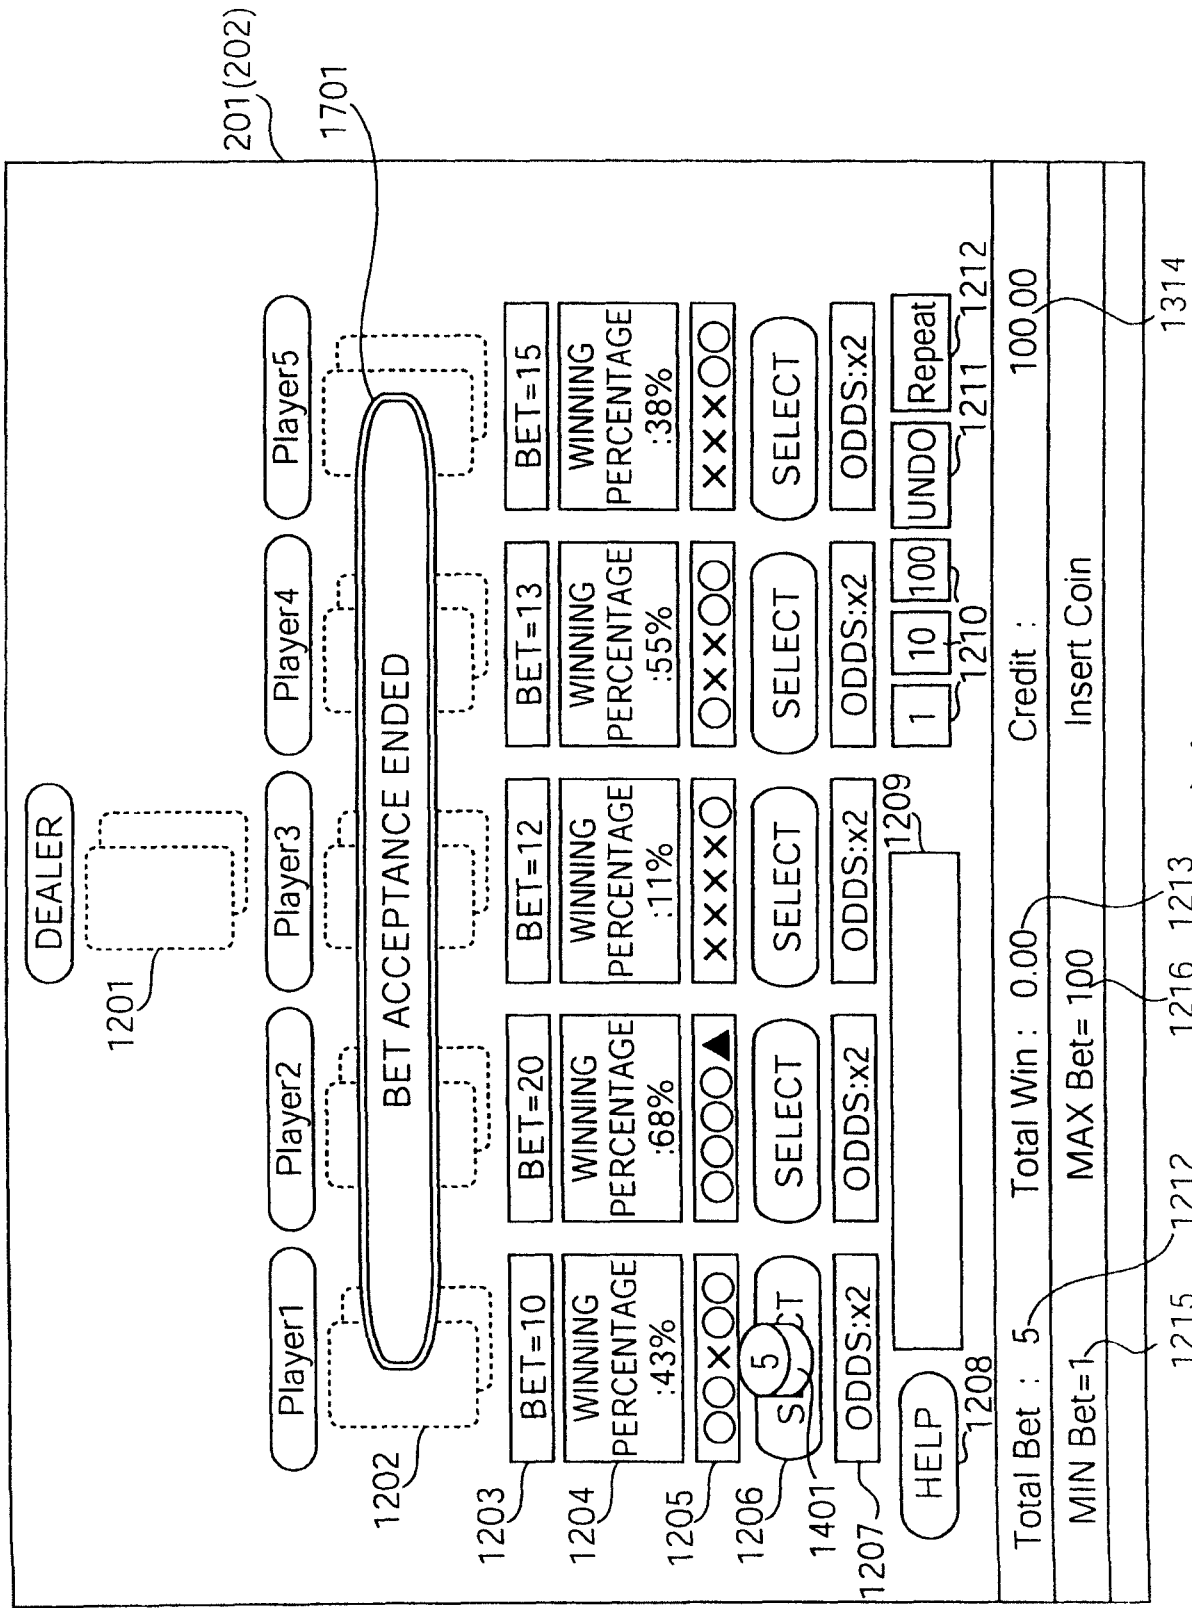 201(202)
1701
DEALER
1201
Player1 Player2 Player3 Player4 Player5
BET ACCEPTANCE ENDED
1202
1203
BET=10 BET=20 BET=12 BET=13 BET=15
1204
WINNING WINNING WINNING WINNING WINNING
PERCENTAGE PERCENTAGE PERCENTAGE PERCENTAGE PERCENTAGE
:43% :68% :11% :55% :38%
1205
○○×○○ ○○○○▲ ××××○ ○××○○ ×××○○
1206
SELECT SELECT SELECT SELECT SELECT
5
1401
1207
ODDS:x2 ODDS:x2 ODDS:x2 ODDS:x2 ODDS:x2
HELP
1208
1209
1 10 100 UNDO Repeat
1210 1211 1212
Total Bet : 5 Total Win : 0.00 Credit : 100.00
MIN Bet=1 MAX Bet= 100 Insert Coin
1215 1212 1216 1213 1314